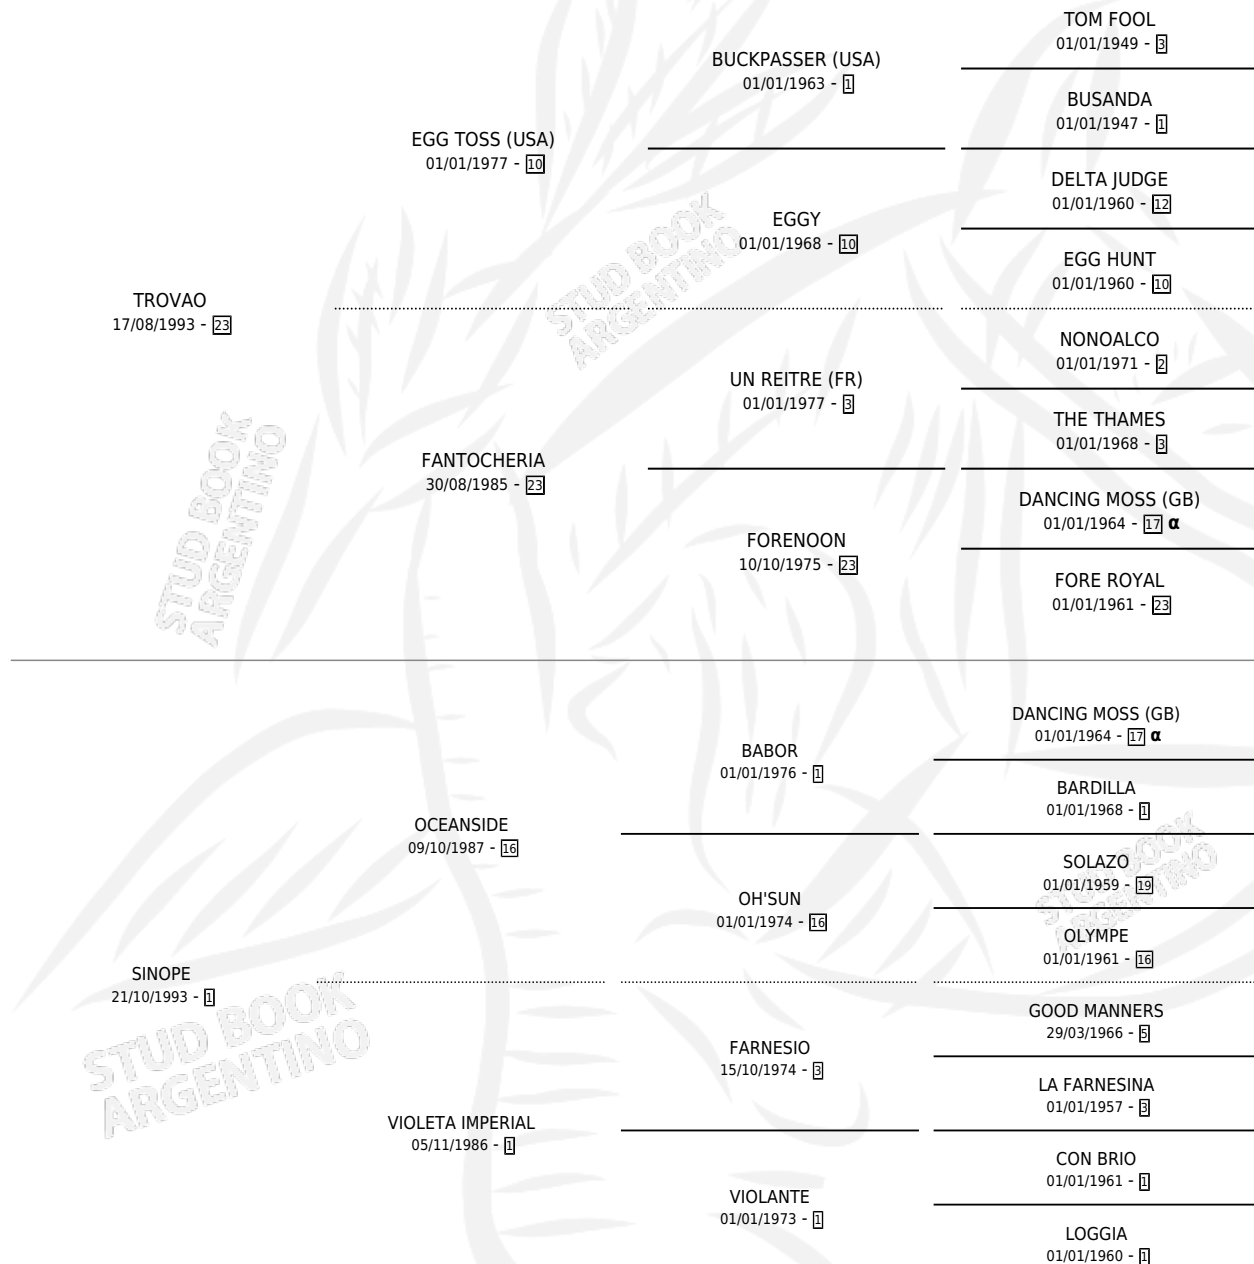 TROVAO
17/08/1993 - 23
EGG TOSS (USA)
01/01/1977 - 10
FANTOCHERIA
30/08/1985 - 23
BUCKPASSER (USA)
01/01/1963 - 1
EGGY
01/01/1968 - 10
UN REITRE (FR)
01/01/1977 - 3
FORENOON
10/10/1975 - 23
TOM FOOL
01/01/1949 - 3
BUSANDA
01/01/1947 - 1
DELTA JUDGE
01/01/1960 - 12
EGG HUNT
01/01/1960 - 10
NONOALCO
01/01/1971 - 2
THE THAMES
01/01/1968 - 3
DANCING MOSS (GB)
01/01/1964 - 17 α
FORE ROYAL
01/01/1961 - 23
SINOPE
21/10/1993 - 1
OCEANSIDE
09/10/1987 - 16
VIOLETA IMPERIAL
05/11/1986 - 1
BABOR
01/01/1976 - 1
OH'SUN
01/01/1974 - 16
FARNESIO
15/10/1974 - 3
VIOLANTE
01/01/1973 - 1
DANCING MOSS (GB)
01/01/1964 - 17 α
BARDILLA
01/01/1968 - 1
SOLAZO
01/01/1959 - 19
OLYMPE
01/01/1961 - 16
GOOD MANNERS
29/03/1966 - 5
LA FARNESINA
01/01/1957 - 3
CON BRIO
01/01/1961 - 1
LOGGIA
01/01/1960 - 1
STUD BOOK
ARGENTINO
STUD BOOK
ARGENTINO
STUD BOOK
ARGENTINO
STUD BOOK
ARGENTINO